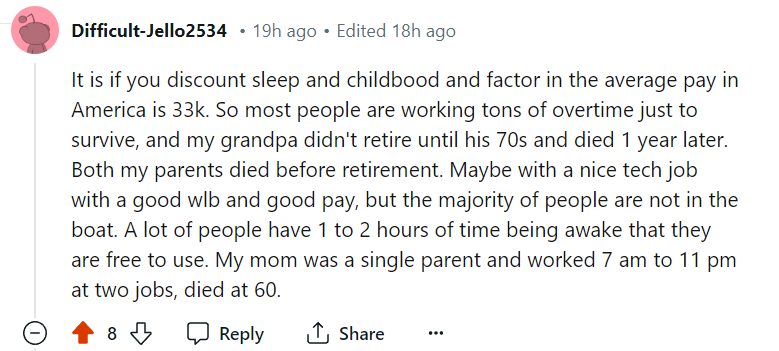 Difficult-Jello2534 • 19h ago • Edited 18h ago
It is if you discount sleep and childbood and factor in the average pay in
America is 33k. So most people are working tons of overtime just to
survive, and my grandpa didn't retire until his 70s and died 1 year later.
Both my parents died before retirement. Maybe with a nice tech job
with a good wlb and good pay, but the majority of people are not in the
boat. A lot of people have 1 to 2 hours of time being awake that they
are free to use. My mom was a single parent and worked 7 am to 11 pm
at two jobs, died at 60.
8 Reply Share